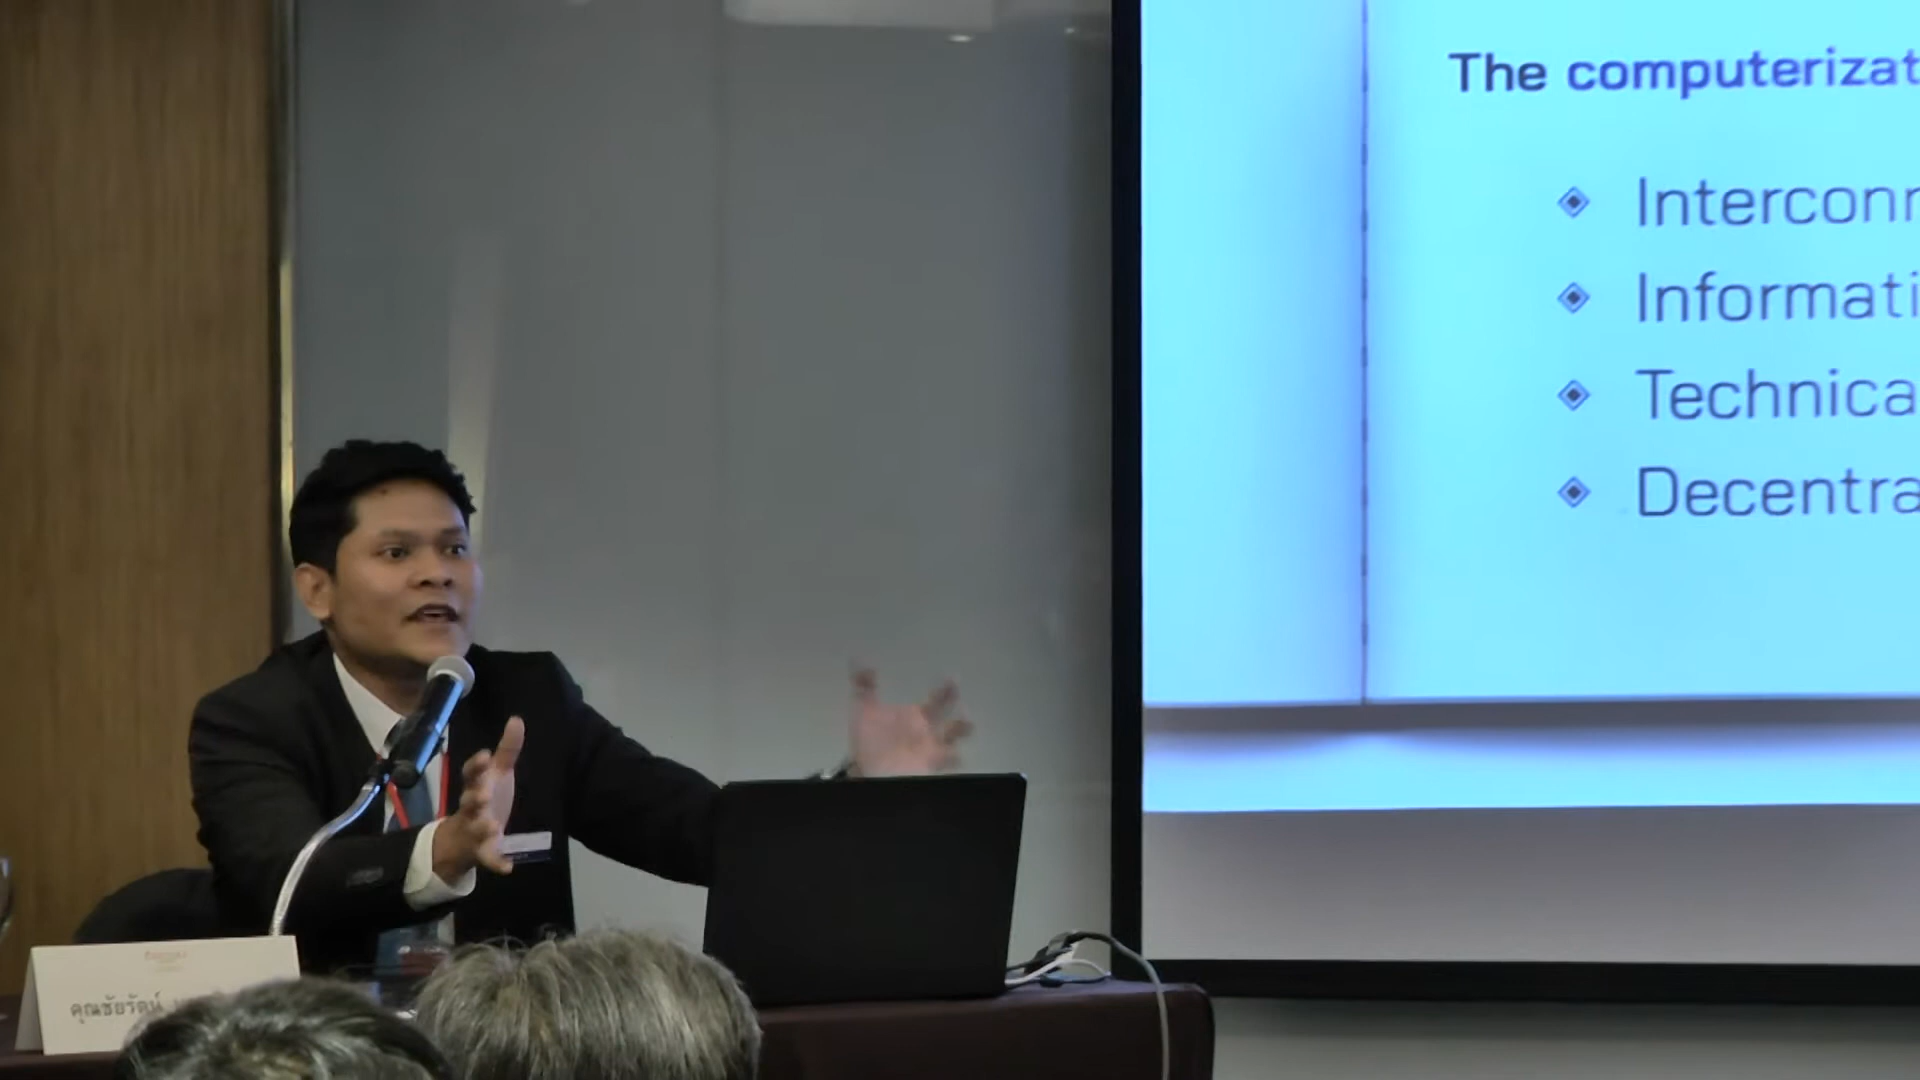 The computerizat
Interconn
Informati
Technica
Decentra
คุณชัยรัตน์